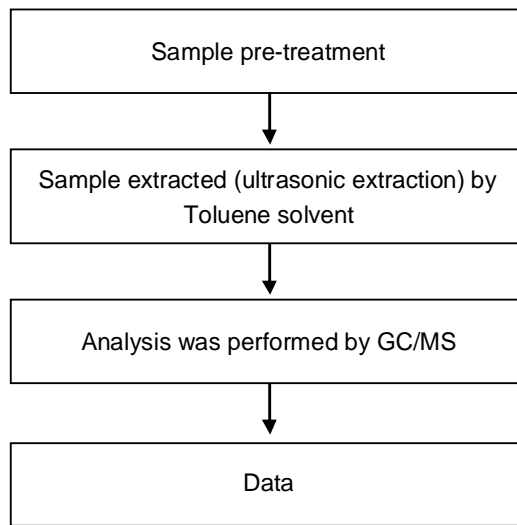 Sample pre-treatment
Sample extracted (ultrasonic extraction) by
Toluene solvent
Analysis was performed by GC/MS
Data